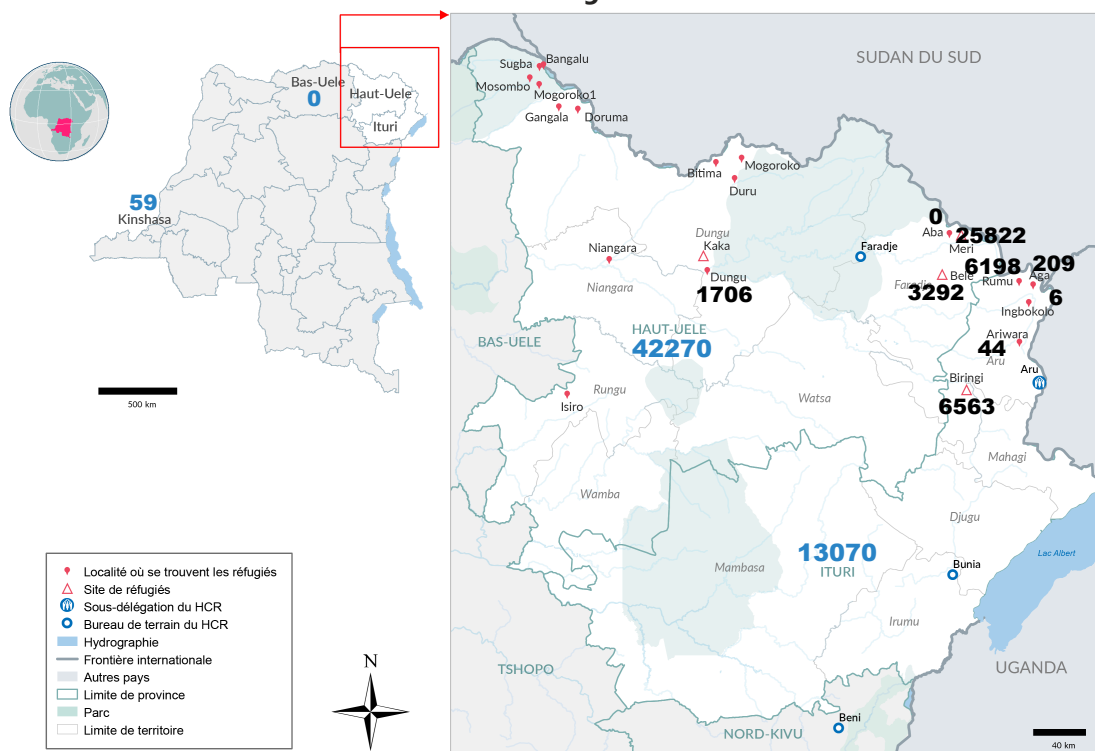 Bas-Uele
0
Haut-Uele
Ituri
59
Kinshasa
500 km
SUDAN DU SUD
Sugba
Bangalu
Mosombo
Mogoroko1
Gangala
Doruma
Bitima
Mogoroko
Duru
Dungu
Kaka
Niangara
Niangara
Dungu
1706
Faradje
0
Aba
25822
Meri
6198
209
Rumu
Aga
Bele
Faradje
3292
6
Ingbokolo
HAUT-UELE
42270
BAS-UELE
Ariwara
44
Aru
Aru
Biringi
6563
Rungu
Isiro
Watsa
Mahagi
Wamba
Djugu
13070
ITURI
Mambasa
Bunia
Lac Albert
Irumu
TSHOPO
UGANDA
Beni
NORD-KIVU
40 km
Localité où se trouvent les réfugiés
Site de réfugiés
Sous-délégation du HCR
Bureau de terrain du HCR
Hydrographie
Frontière internationale
Autres pays
Limite de province
Parc
Limite de territoire
N